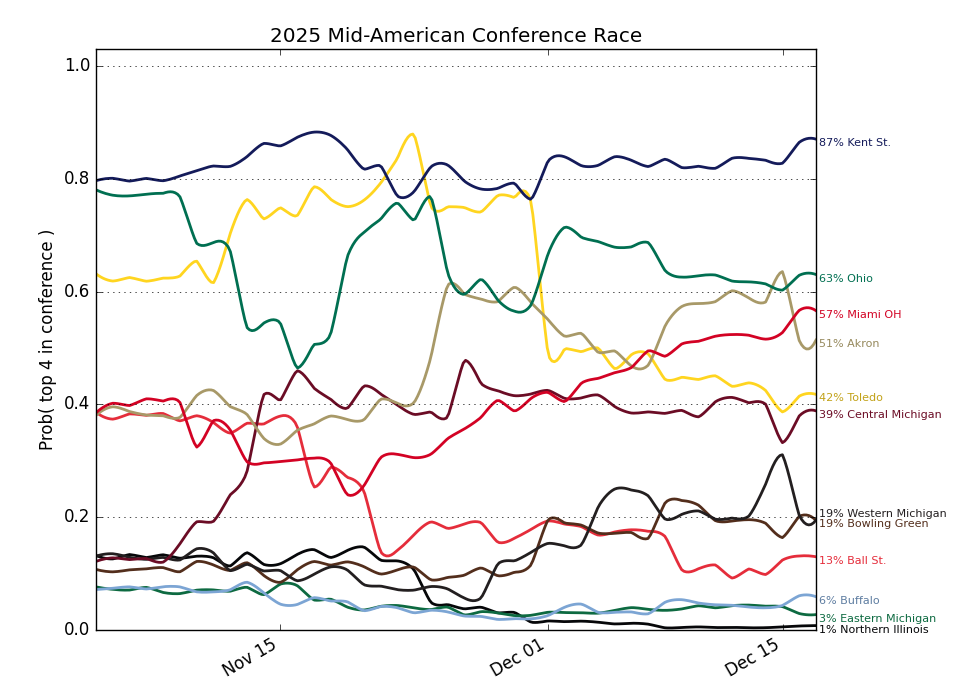 2025 Mid-American Conference Race
Prob( top 4 in conference )
1.0
0.8
0.6
0.4
0.2
0.0
Nov 15
Dec 01
Dec 15
87% Kent St.
63% Ohio
57% Miami OH
51% Akron
42% Toledo
39% Central Michigan
19% Western Michigan
19% Bowling Green
13% Ball St.
6% Buffalo
3% Eastern Michigan
1% Northern Illinois